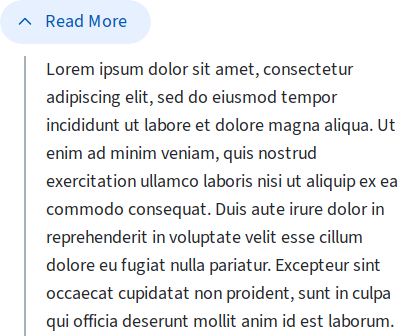 Read More
Lorem ipsum dolor sit amet, consectetur
adipiscing elit, sed do eiusmod tempor
incididunt ut labore et dolore magna aliqua. Ut
enim ad minim veniam, quis nostrud
exercitation ullamco laboris nisi ut aliquip ex ea
commodo consequat. Duis aute irure dolor in
reprehenderit in voluptate velit esse cillum
dolore eu fugiat nulla pariatur. Excepteur sint
occaecat cupidatat non proident, sunt in culpa
qui officia deserunt mollit anim id est laborum.